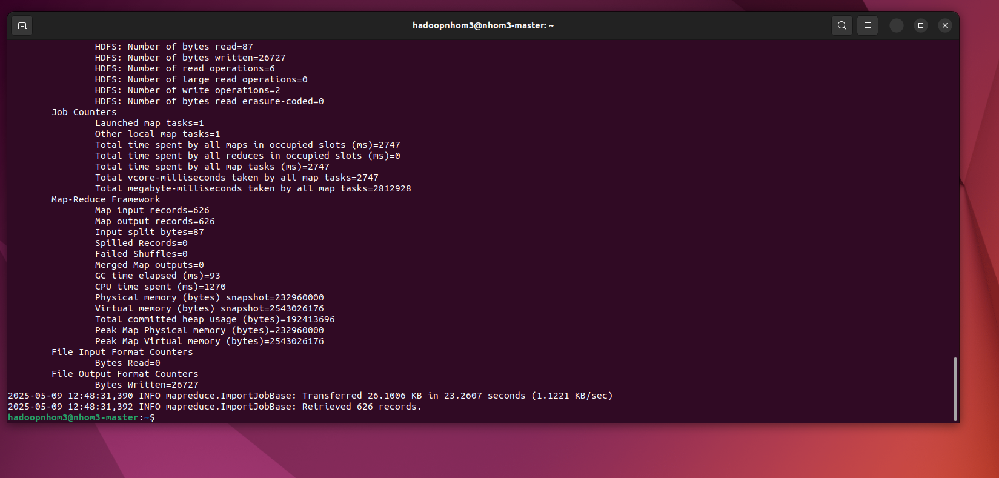 hadoopnhom3@nhom3-master: ~
HDFS: Number of bytes read=87
HDFS: Number of bytes written=26727
HDFS: Number of read operations=6
HDFS: Number of large read operations=0
HDFS: Number of write operations=2
HDFS: Number of bytes read erasure-coded=0
Job Counters
Launched map tasks=1
Other local map tasks=1
Total time spent by all maps in occupied slots (ms)=2747
Total time spent by all reduces in occupied slots (ms)=0
Total time spent by all map tasks (ms)=2747
Total vcore-milliseconds taken by all map tasks=2747
Total megabyte-milliseconds taken by all map tasks=2812928
Map-Reduce Framework
Map input records=626
Map output records=626
Input split bytes=87
Spilled Records=0
Failed Shuffles=0
Merged Map outputs=0
GC time elapsed (ms)=93
CPU time spent (ms)=1270
Physical memory (bytes) snapshot=232960000
Virtual memory (bytes) snapshot=2543026176
Total committed heap usage (bytes)=192413696
Peak Map Physical memory (bytes)=232960000
Peak Map Virtual memory (bytes)=2543026176
File Input Format Counters
Bytes Read=0
File Output Format Counters
Bytes Written=26727
2025-05-09 12:48:31,390 INFO mapreduce.ImportJobBase: Transferred 26.1006 KB in 23.2607 seconds (1.1221 KB/sec)
2025-05-09 12:48:31,392 INFO mapreduce.ImportJobBase: Retrieved 626 records.
hadoopnhom3@nhom3-master:~$